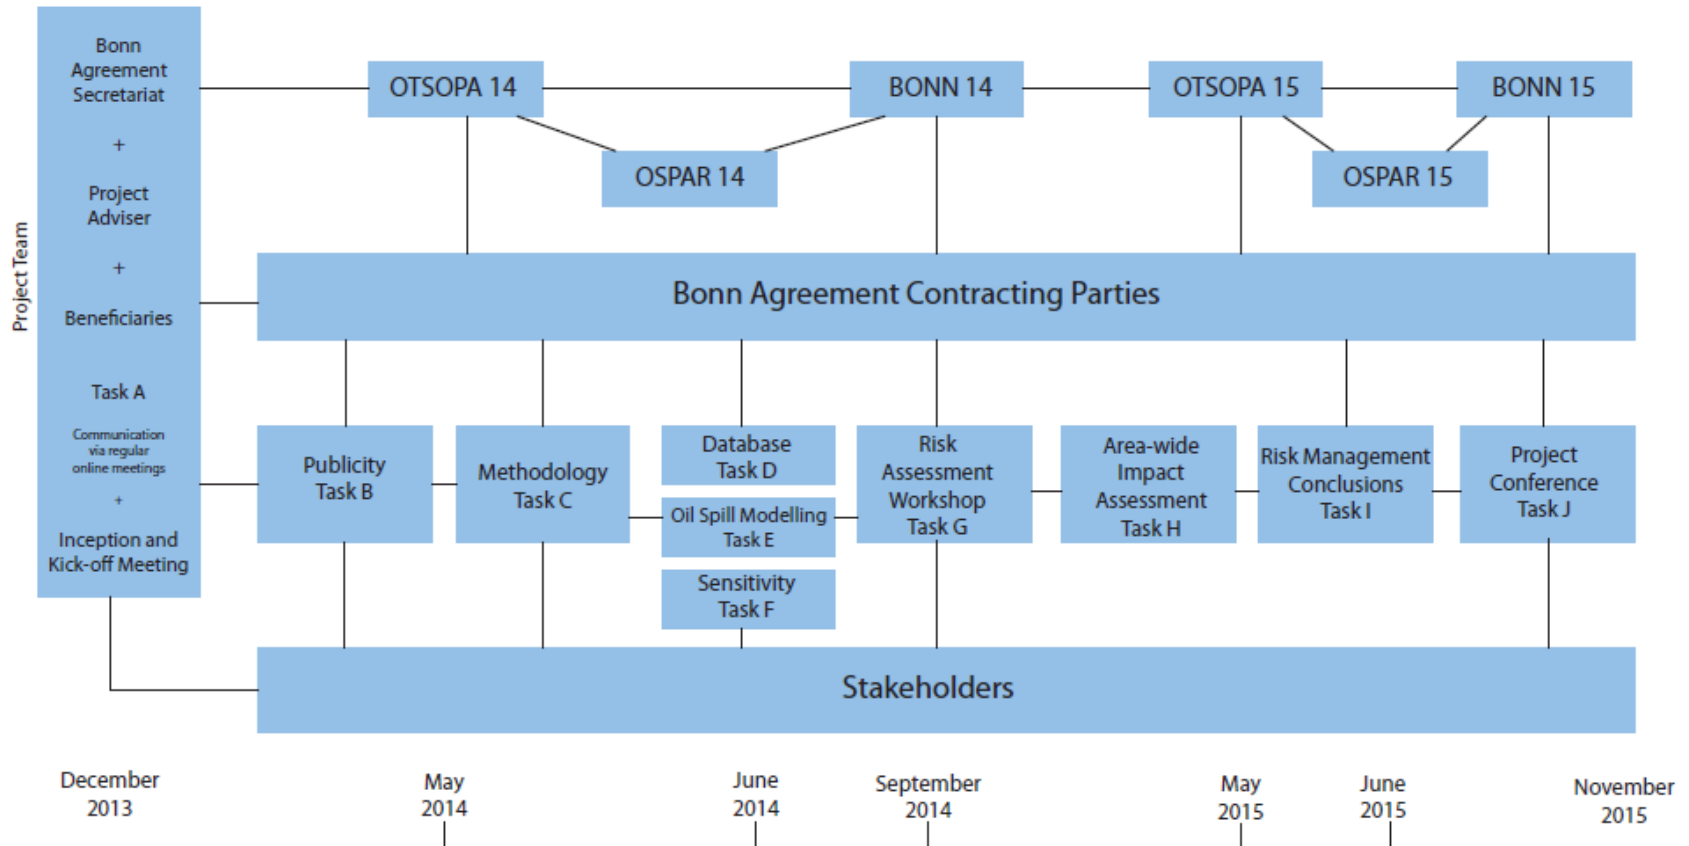 Project Team
Bonn
Agreement
Secretariat
+
Project
Adviser
+
Beneficiaries
Task A
Communication
via regular
online meetings
+
Inception and
Kick-off Meeting
OTSOPA 14
BONN 14
OTSOPA 15
BONN 15
OSPAR 14
OSPAR 15
Bonn Agreement Contracting Parties
Publicity
Task B
Methodology
Task C
Database
Task D
Oil Spill Modelling
Task E
Sensitivity
Task F
Risk
Assessment
Workshop
Task G
Area-wide
Impact
Assessment
Task H
Risk Management
Conclusions
Task I
Project
Conference
Task J
Stakeholders
December
2013
May
2014
June
2014
September
2014
May
2015
June
2015
November
2015